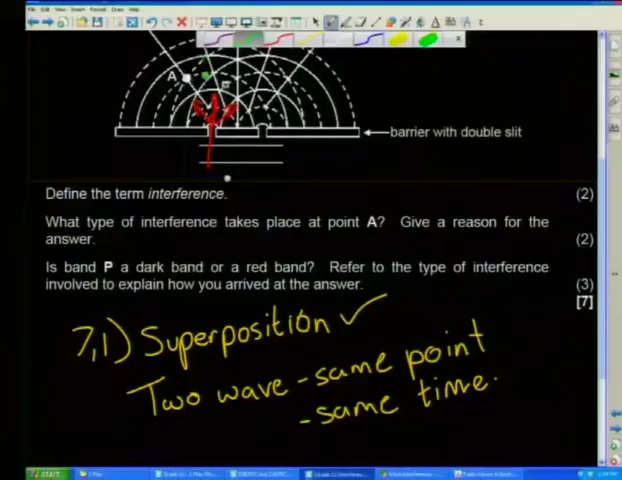 A
P
barrier with double slit
Define the term interference. (2)
What type of interference takes place at point A? Give a reason for the
answer. (2)
Is band P a dark band or a red band? Refer to the type of interference
involved to explain how you arrived at the answer. (3)
[7]
7,1) Superposition ✓
Two wave - same point
- same time.
start